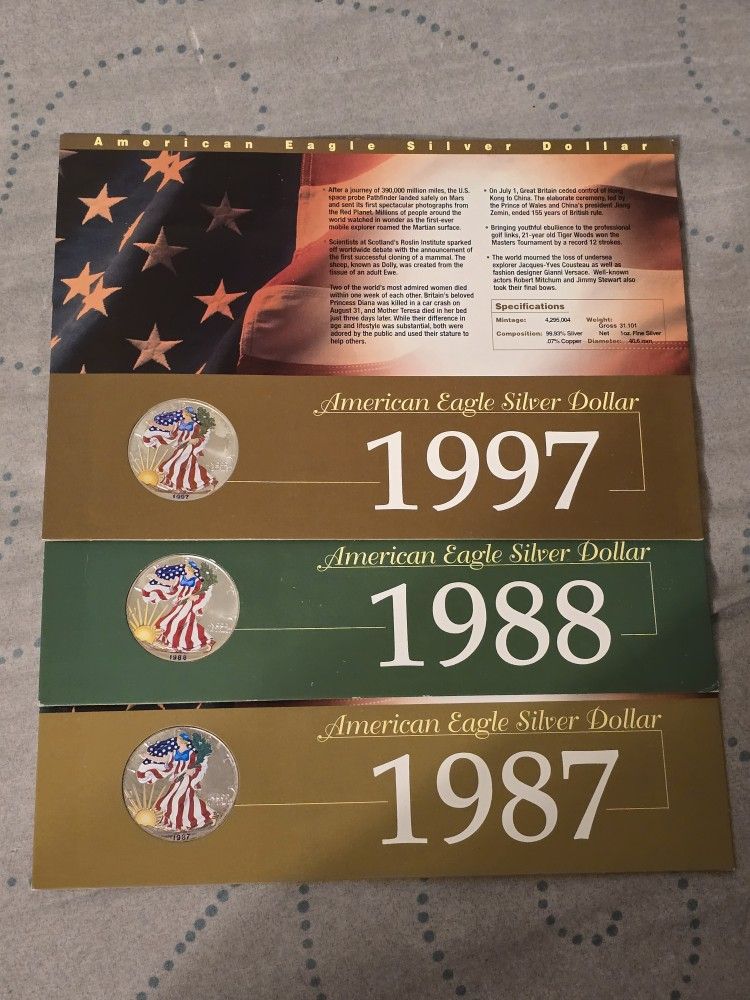 American Eagle Silver Dollar
• After a journey of 390,000 million miles, the U.S.
space probe Pathfinder landed safely on Mars
and sent its first spectacular photographs from
the Red Planet. Millions of people around the
world watched in wonder as the first-ever
mobile explorer roamed the Martian surface.
• Scientists at Scotland's Roslin Institute sparked
off worldwide debate with the announcement of
the first successful cloning of a mammal. The
sheep, known as Dolly, was created from the
tissue of an adult Ewe.
Two of the world's most admired women died
within one week of each other. Britain's beloved
Princess Diana was killed in a car crash on
August 31, and Mother Teresa died in her bed
just three days later. While their difference in
age and lifestyle was substantial, both were
adored by the public and used their stature to
help others.
• On July 1, Great Britain ceded control of Hong
Kong to China. The elaborate ceremony, led by
the Prince of Wales and China's president Jiang
Zemin, ended 155 years of British rule.
• Bringing youthful ebullience to the professional
golf links, 21-year old Tiger Woods won the
Masters Tournament by a record 12 strokes.
• The world mourned the loss of undersea
explorer Jacques-Yves Cousteau as well as
fashion designer Gianni Versace. Well-known
actors Robert Mitchum and Jimmy Stewart also
took their final bows.
Specifications
Mintage: 4,295,004 Weight:
Gross 31.101
Composition: 99.93% Silver Net 1oz. Fine Silver
.07% Copper Diameter: 40.6 mm
American Eagle Silver Dollar
1997
1997
American Eagle Silver Dollar
1988
1988
American Eagle Silver Dollar
1987
1987